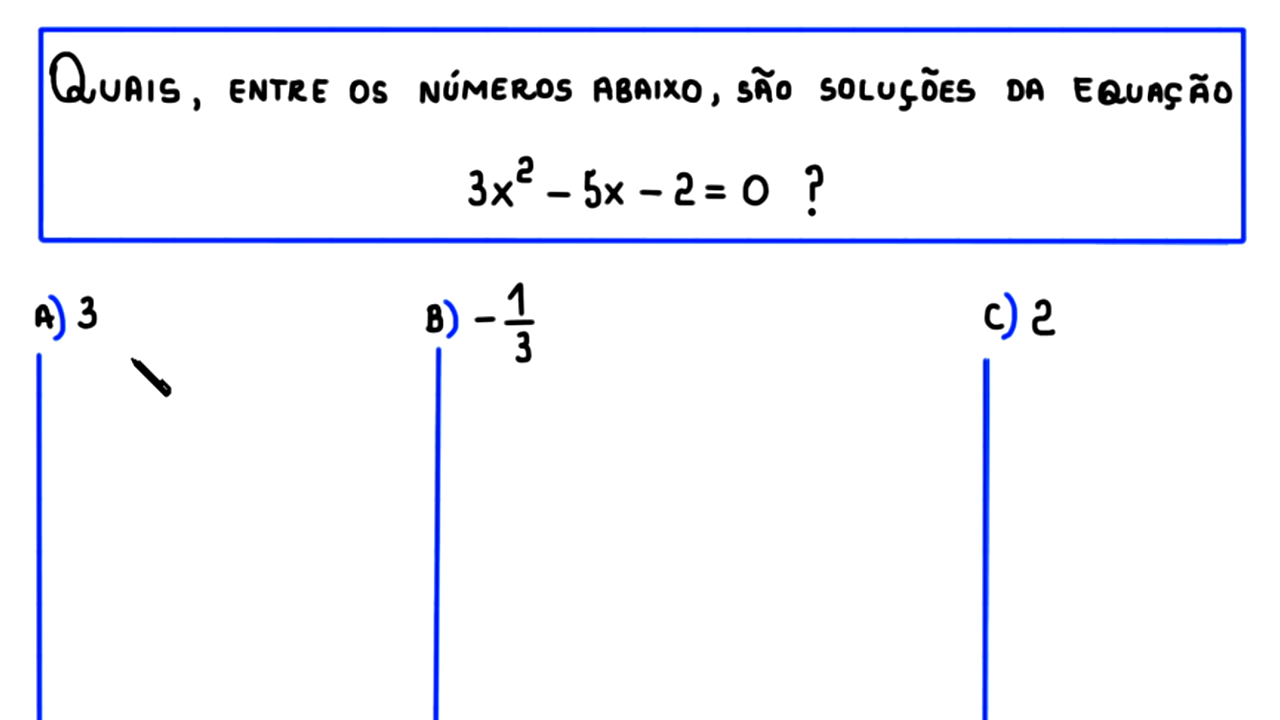 QUAIS, ENTRE OS NÚMEROS ABAIXO, SÃO SOLUÇÕES DA EQUAÇÃO
3x² - 5x - 2 = 0 ?
A) 3
B) - 1/3
C) 2